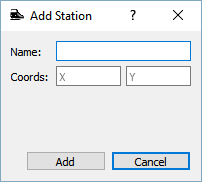 Add Station ?
Name:
Coords: X Y
Add Cancel